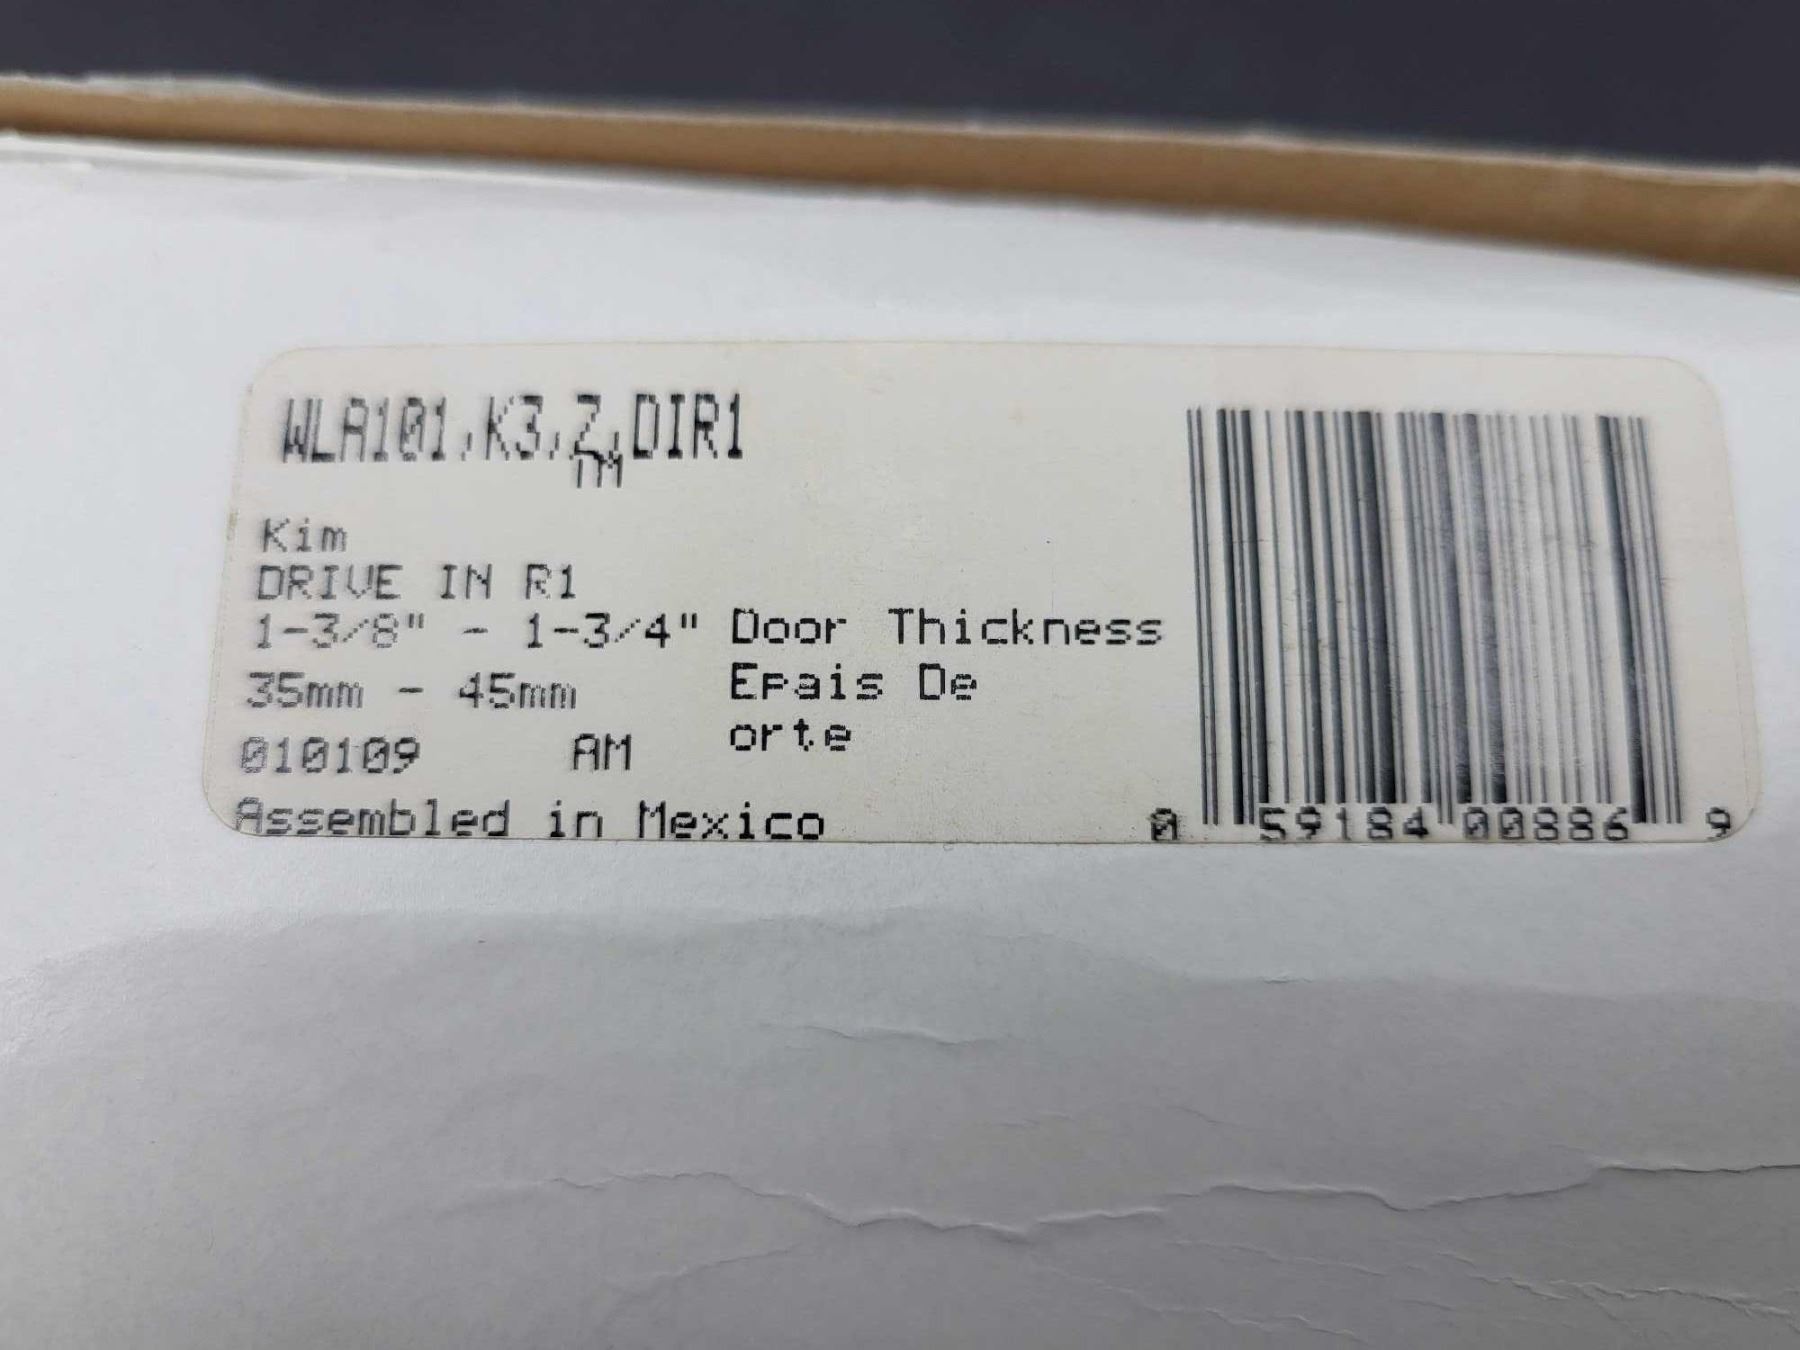 WLA101,K3,Z,DIR1
TM
Kim
DRIVE IN R1
1-3/8" - 1-3/4" Door Thickness
35mm - 45mm Epais De
orte
010109 AM
Assembled in Mexico
0 59184 00886 9